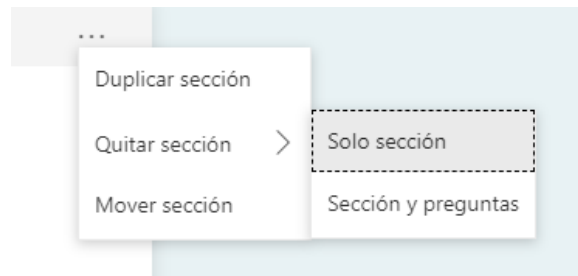 ...
Duplicar sección
Quitar sección
Mover sección
Solo sección
Sección y preguntas